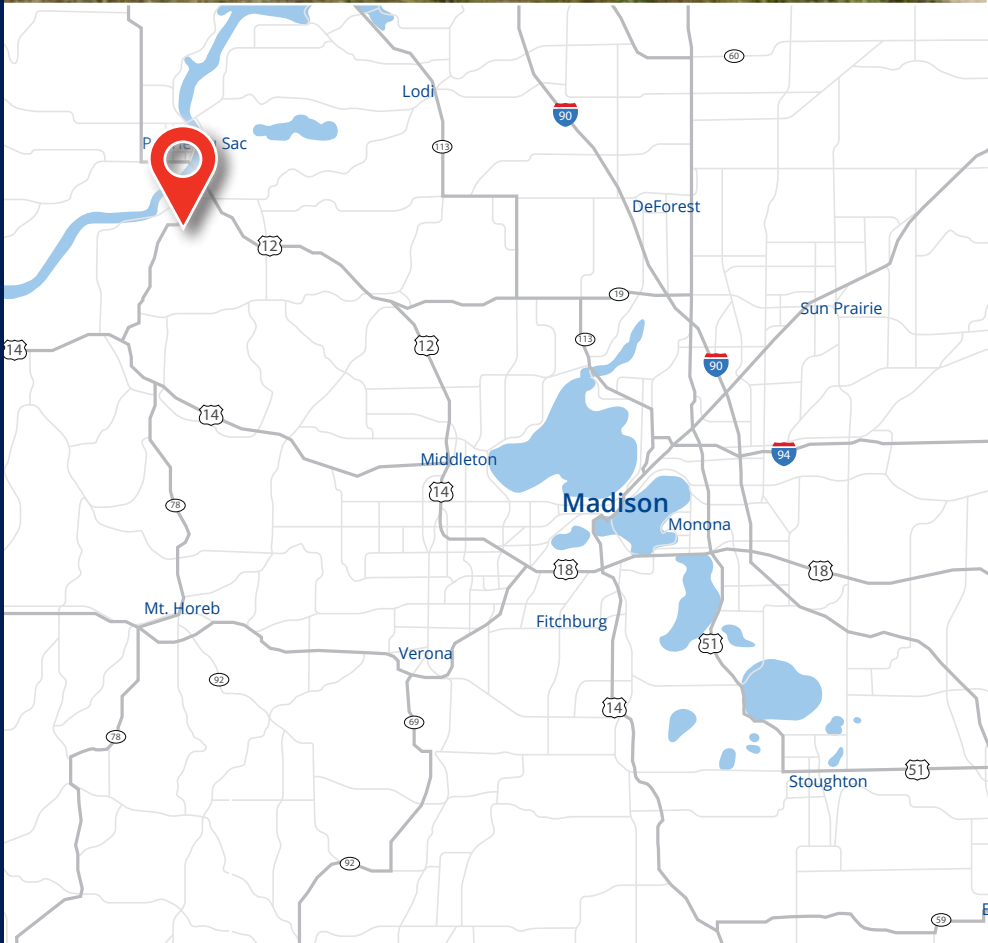 60
Lodi
90
113
Sac
DeForest
12
19
Sun Prairie
113
12
14
90
14
Middleton
94
14
Madison
78
Monona
18
18
Mt. Horeb
Fitchburg
51
Verona
92
14
69
78
51
Stoughton
92
59